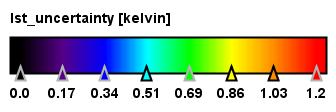 lst_uncertainty [kelvin]
0.0 0.17 0.34 0.51 0.69 0.86 1.03 1.2